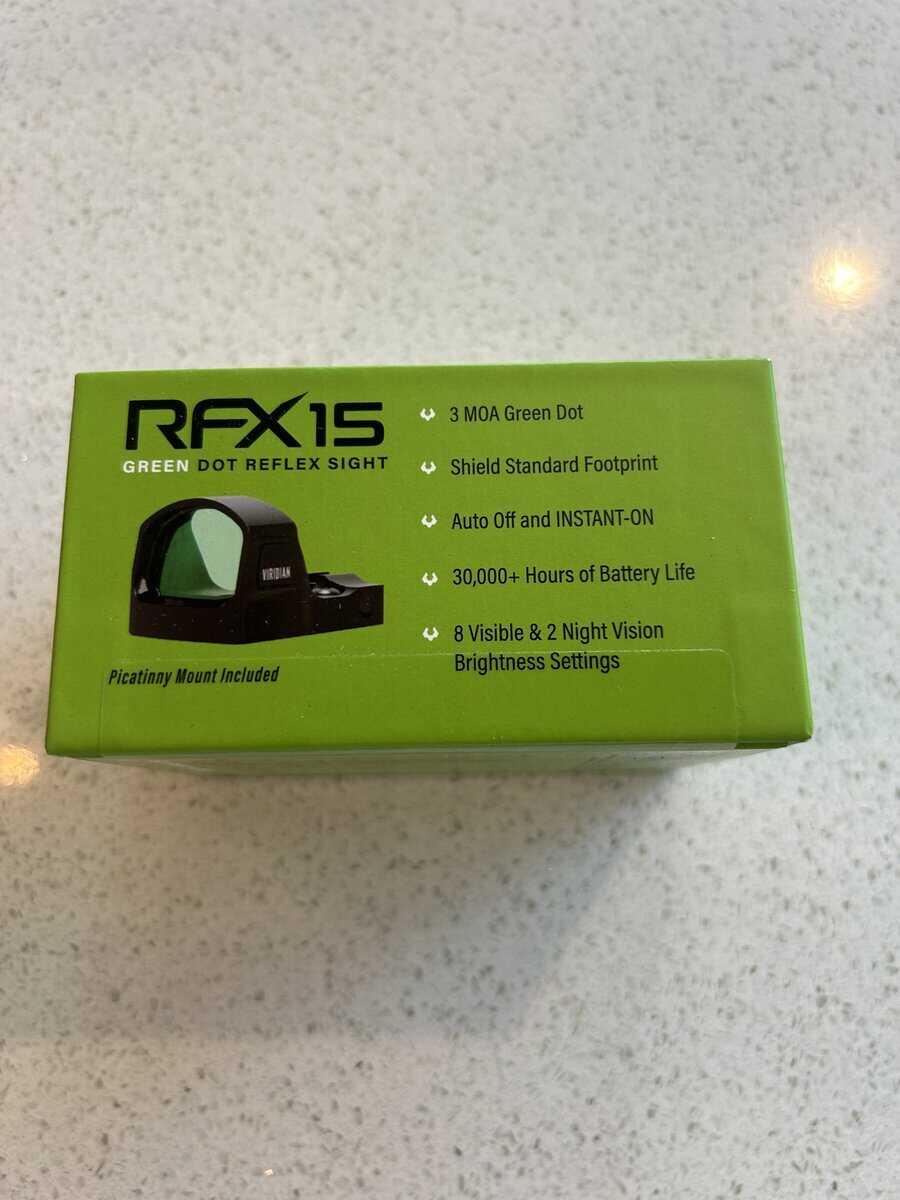 RFX15
GREEN DOT REFLEX SIGHT
VIRIDIAN
Picatinny Mount Included
3 MOA Green Dot
Shield Standard Footprint
Auto Off and INSTANT-ON
30,000+ Hours of Battery Life
8 Visible & 2 Night Vision
Brightness Settings